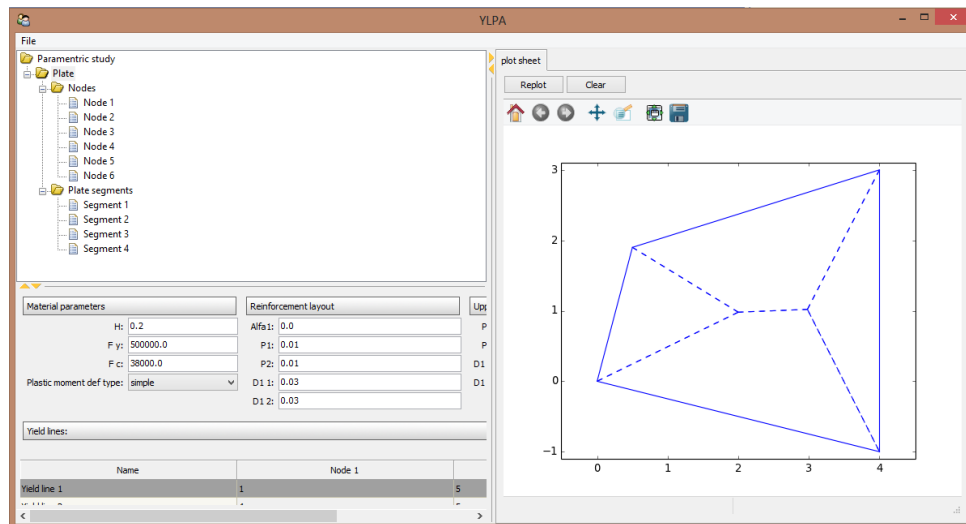 YLPA
File
Paramentric study
Plate
Nodes
Node 1
Node 2
Node 3
Node 4
Node 5
Node 6
Plate segments
Segment 1
Segment 2
Segment 3
Segment 4
Material parameters
H: 0.2
F y: 500000.0
F c: 38000.0
Plastic moment def type: simple
Reinforcement layout
Alfa1: 0.0
P1: 0.01
P2: 0.01
D1 1: 0.03
D1 2: 0.03
Upp
P
P
D1
D1
Yield lines:
Name Node 1
Yield line 1 1 5
plot sheet
Replot Clear
3
2
1
0
−1
0 1 2 3 4